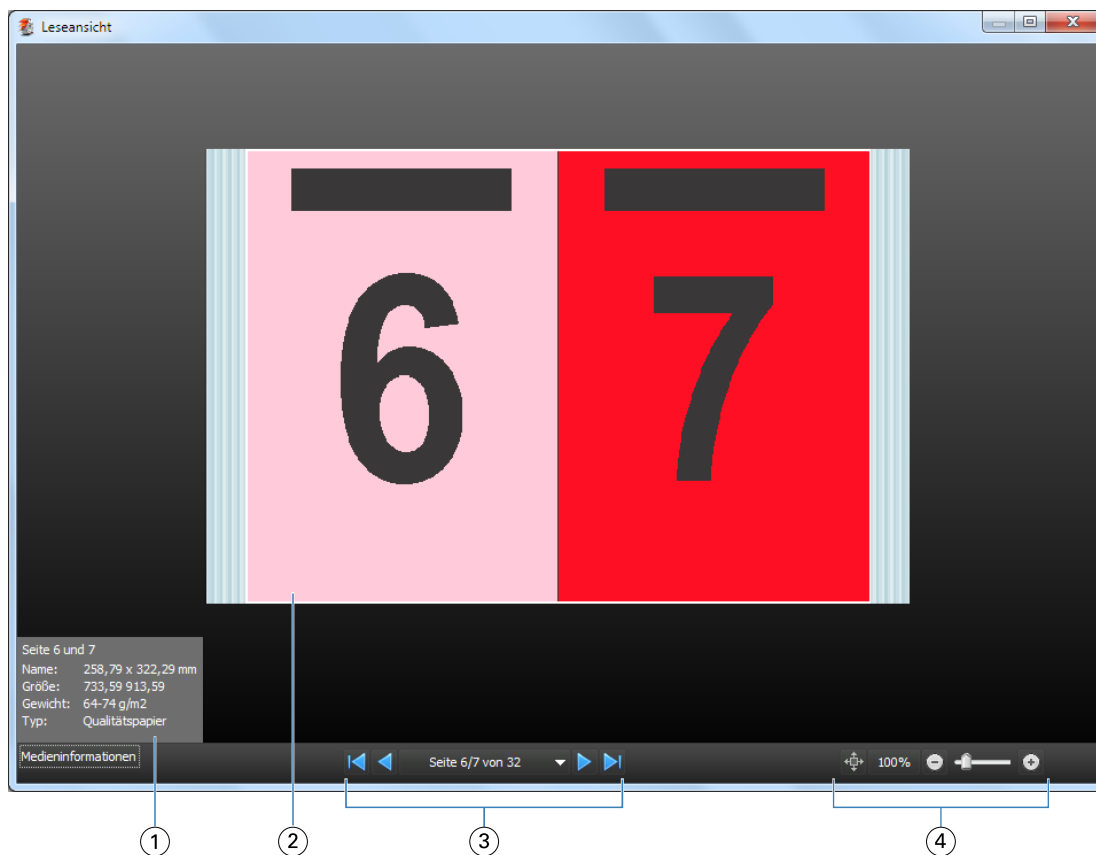 Leseansicht
6 7
Seite 6 und 7
Name: 258,79 x 322,29 mm
Größe: 733,59 913,59
Gewicht: 64-74 g/m2
Typ: Qualitätspapier
Medieninformationen Seite 6/7 von 32 100%
1 2 3 4